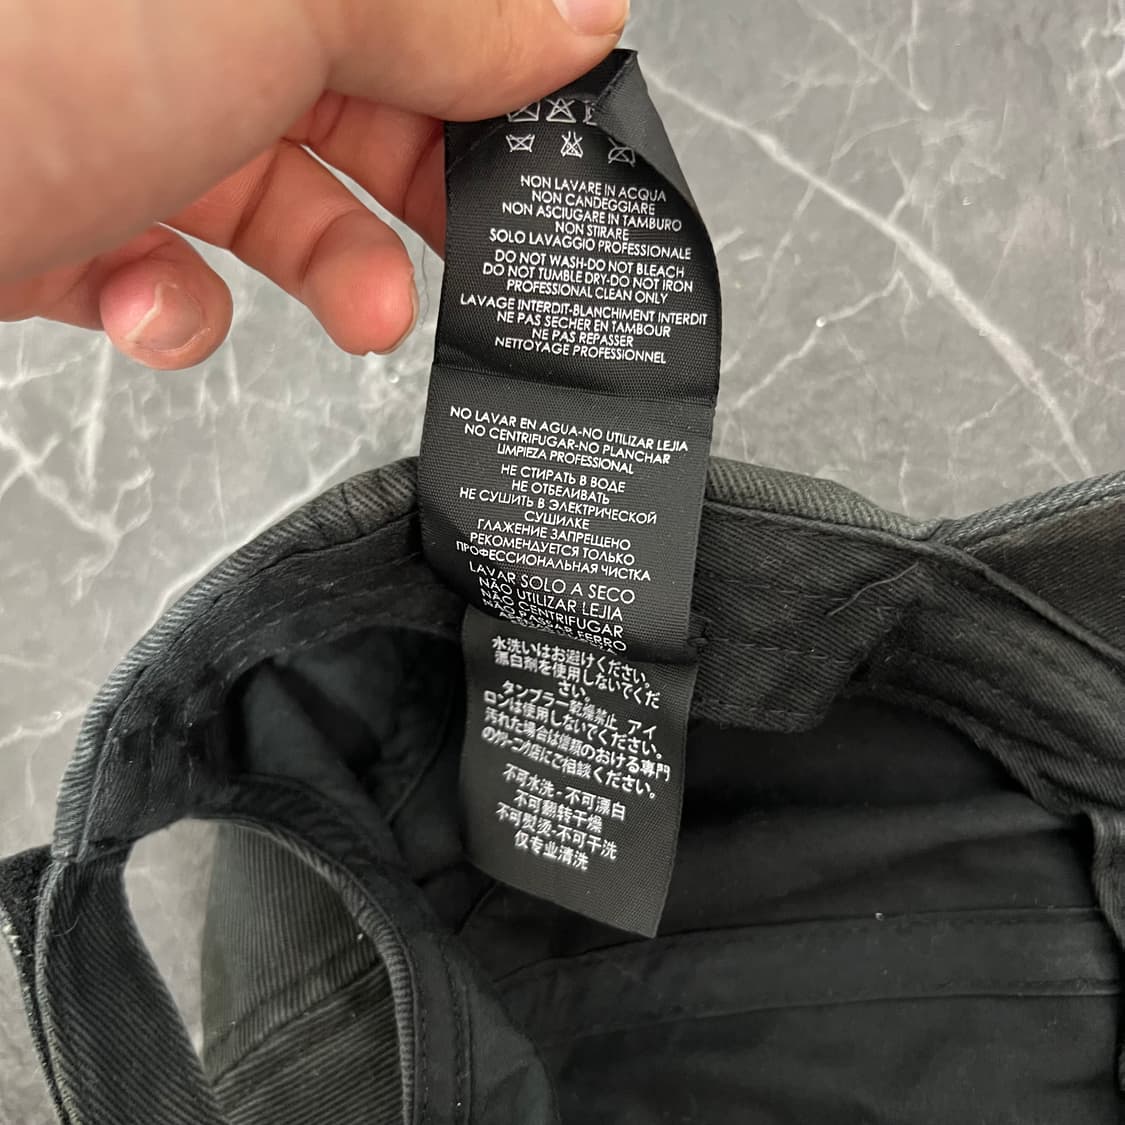 NON LAVARE IN ACQUA
NON CANDEGGIARE
NON ASCIUGARE IN TAMBURO
NON STIRARE
SOLO LAVAGGIO PROFESSIONALE
DO NOT WASH-DO NOT BLEACH
DO NOT TUMBLE DRY-DO NOT IRON
PROFESSIONAL CLEAN ONLY
LAVAGE INTERDIT-BLANCHIMENT INTERDIT
NE PAS SECHER EN TAMBOUR
NE PAS REPASSER
NETTOYAGE PROFESSIONNEL
NO LAVAR EN AGUA-NO UTILIZAR LEJIA
NO CENTRIFUGAR-NO PLANCHAR
LIMPIEZA PROFESSIONAL
НЕ СТИРАТЬ В ВОДЕ
НЕ ОТБЕЛИВАТЬ
НЕ СУШИТЬ В ЭЛЕКТРИЧЕСКОЙ
СУШИЛКЕ
ГЛАЖЕНИЕ ЗАПРЕЩЕНО
РЕКОМЕНДУЕТСЯ ТОЛЬКО
ПРОФЕССИОНАЛЬНАЯ ЧИСТКА
LAVAR SOLO A SECO
NÃO UTILIZAR LEJIA
NÃO CENTRIFUGAR
NÃO PASSAR FERRO
水洗いはお避けください。
漂白剤を使用しないでくだ
さい。
タンブラー乾燥禁止 アイ
ロンは使用しないでください。
汚れた場合は信頼のおける専門
のクリーニング店にご相談ください。
不可水洗-不可漂白
不可翻转干燥
不可熨烫-不可干洗
仅专业清洗